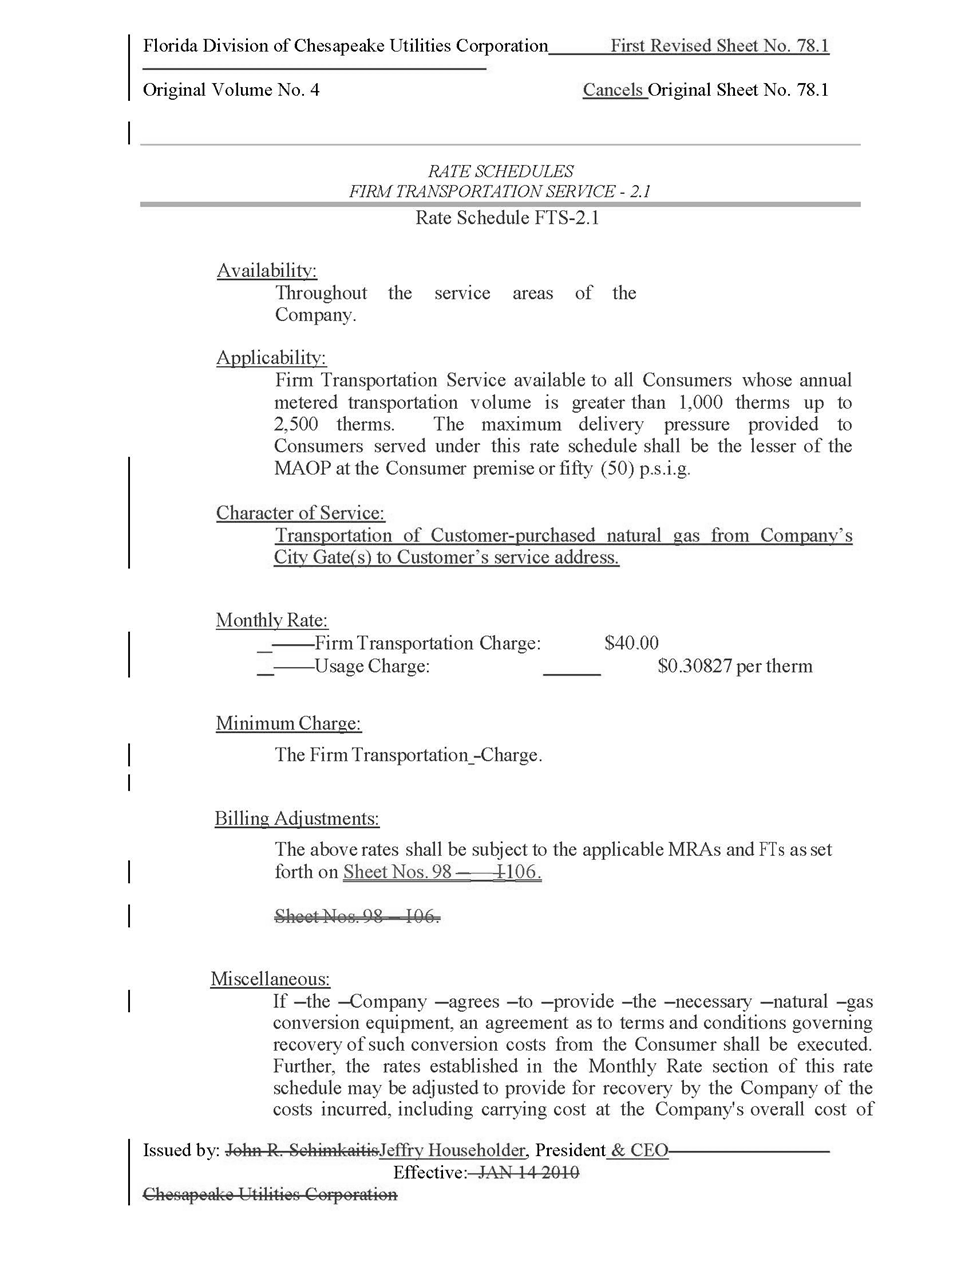 Florida Division of Chesapeake Utilities Corporation First Revised Sheet No. 78.1
Original Volume No. 4 Cancels Original Sheet No. 78.1
RATE SCHEDULES
FIRM TRANSPORTATION SERVICE - 2.1
Rate Schedule FTS-2.1
Availability:
Throughout the service areas of the
Company.
Applicability:
Firm Transportation Service available to all Consumers whose annual
metered transportation volume is greater than 1,000 therms up to
2,500 therms. The maximum delivery pressure provided to
Consumers served under this rate schedule shall be the lesser of the
MAOP at the Consumer premise or fifty (50) p.s.i.g.
Character of Service:
Transportation of Customer-purchased natural gas from Company's
City Gate(s) to Customer's service address.
Monthly Rate:
Firm Transportation Charge: $40.00
Usage Charge: $0.30827 per therm
Minimum Charge:
The Firm Transportation -Charge.
Billing Adjustments:
The above rates shall be subject to the applicable MRAs and FTs as set
forth on Sheet Nos. 98 – 1106.
Sheet Nos. 98 – 106.
Miscellaneous:
If –the –Company –agrees –to –provide –the –necessary –natural –gas
conversion equipment, an agreement as to terms and conditions governing
recovery of such conversion costs from the Consumer shall be executed.
Further, the rates established in the Monthly Rate section of this rate
schedule may be adjusted to provide for recovery by the Company of the
costs incurred, including carrying cost at the Company's overall cost of
Issued by: John R. SchimkaitisJeffry Householder, President & CEO
Effective: JAN 14 2010
Chesapeake Utilities Corporation